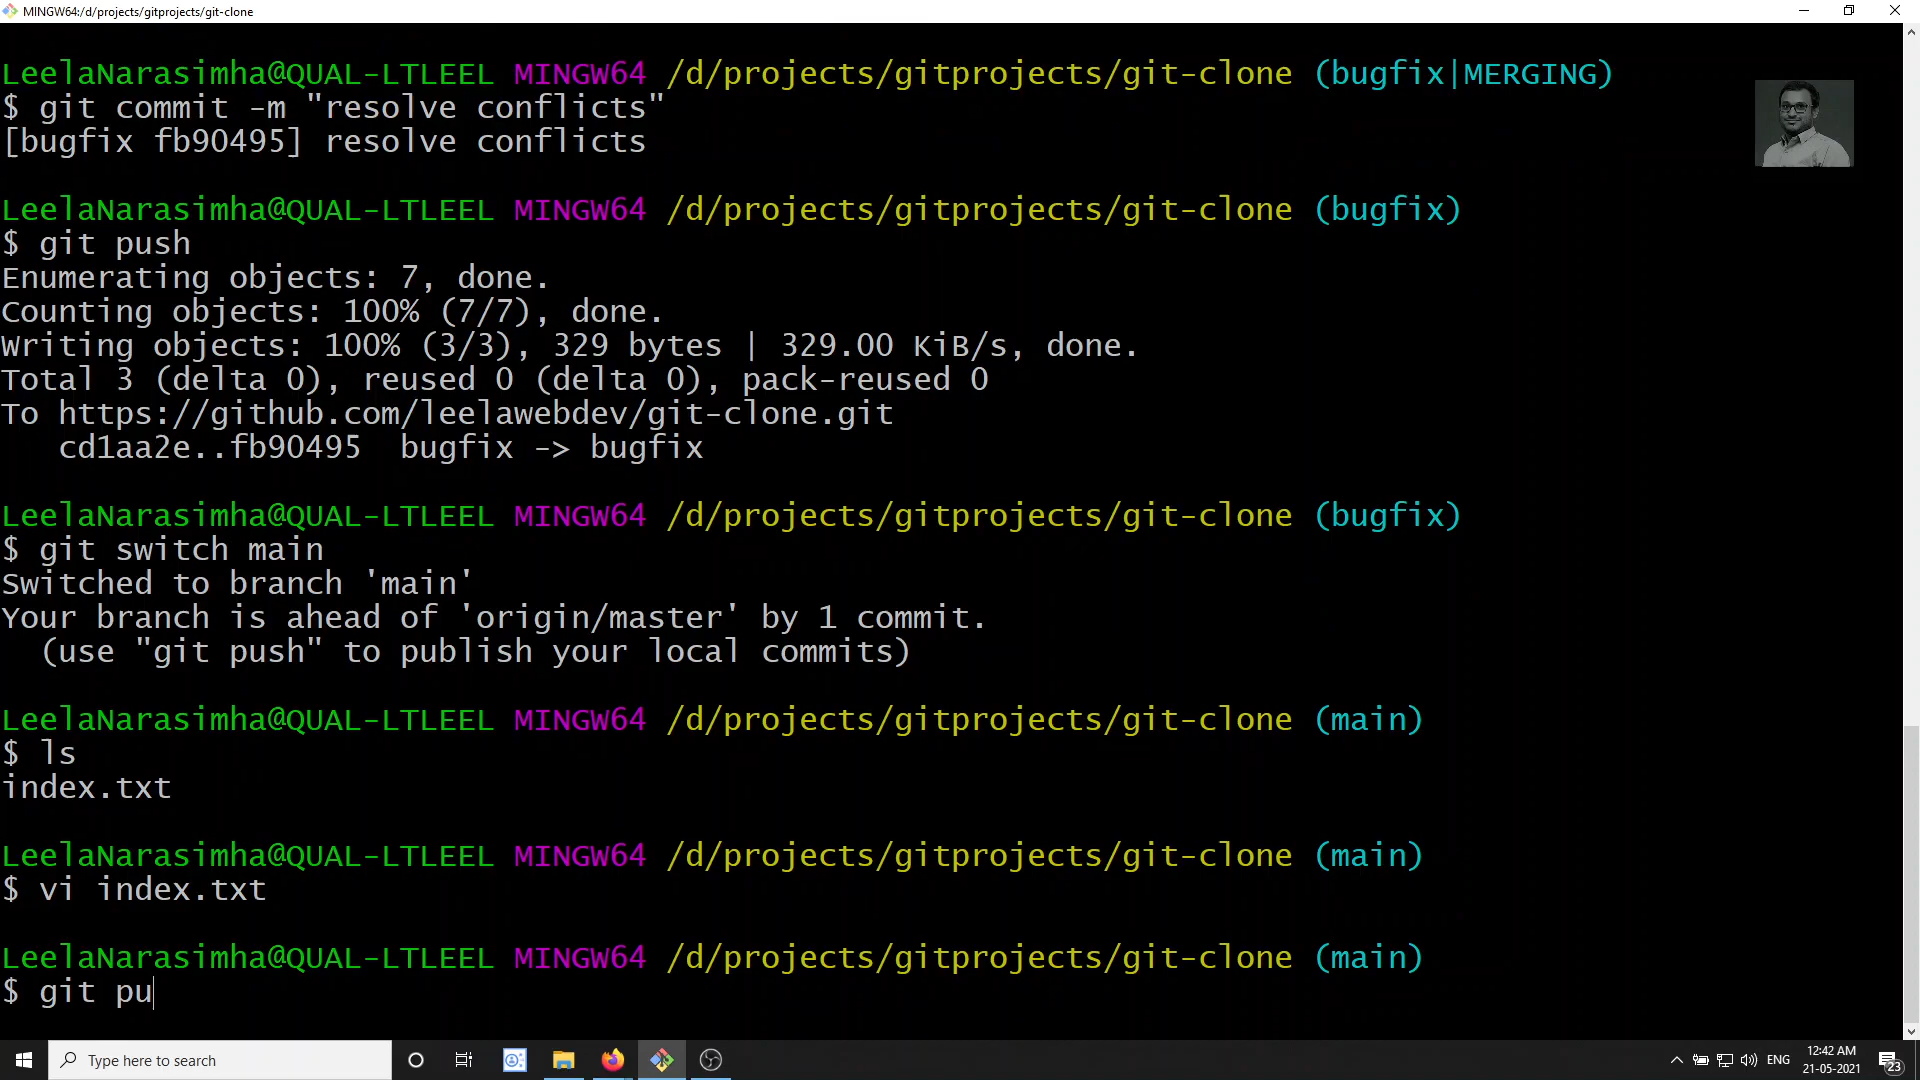 MINGW64:/d/projects/gitprojects/git-clone
LeelaNarasimha@QUAL-LTLEEL MINGW64 /d/projects/gitprojects/git-clone (bugfix|MERGING)
$ git commit -m "resolve conflicts"
[bugfix fb90495] resolve conflicts
LeelaNarasimha@QUAL-LTLEEL MINGW64 /d/projects/gitprojects/git-clone (bugfix)
$ git push
Enumerating objects: 7, done.
Counting objects: 100% (7/7), done.
Writing objects: 100% (3/3), 329 bytes | 329.00 KiB/s, done.
Total 3 (delta 0), reused 0 (delta 0), pack-reused 0
To https://github.com/leelawebdev/git-clone.git
   cd1aa2e..fb90495  bugfix -> bugfix
LeelaNarasimha@QUAL-LTLEEL MINGW64 /d/projects/gitprojects/git-clone (bugfix)
$ git switch main
Switched to branch 'main'
Your branch is ahead of 'origin/master' by 1 commit.
  (use "git push" to publish your local commits)
LeelaNarasimha@QUAL-LTLEEL MINGW64 /d/projects/gitprojects/git-clone (main)
$ ls
index.txt
LeelaNarasimha@QUAL-LTLEEL MINGW64 /d/projects/gitprojects/git-clone (main)
$ vi index.txt
LeelaNarasimha@QUAL-LTLEEL MINGW64 /d/projects/gitprojects/git-clone (main)
$ git pu
Type here to search
ENG
12:42 AM
21-05-2021
23